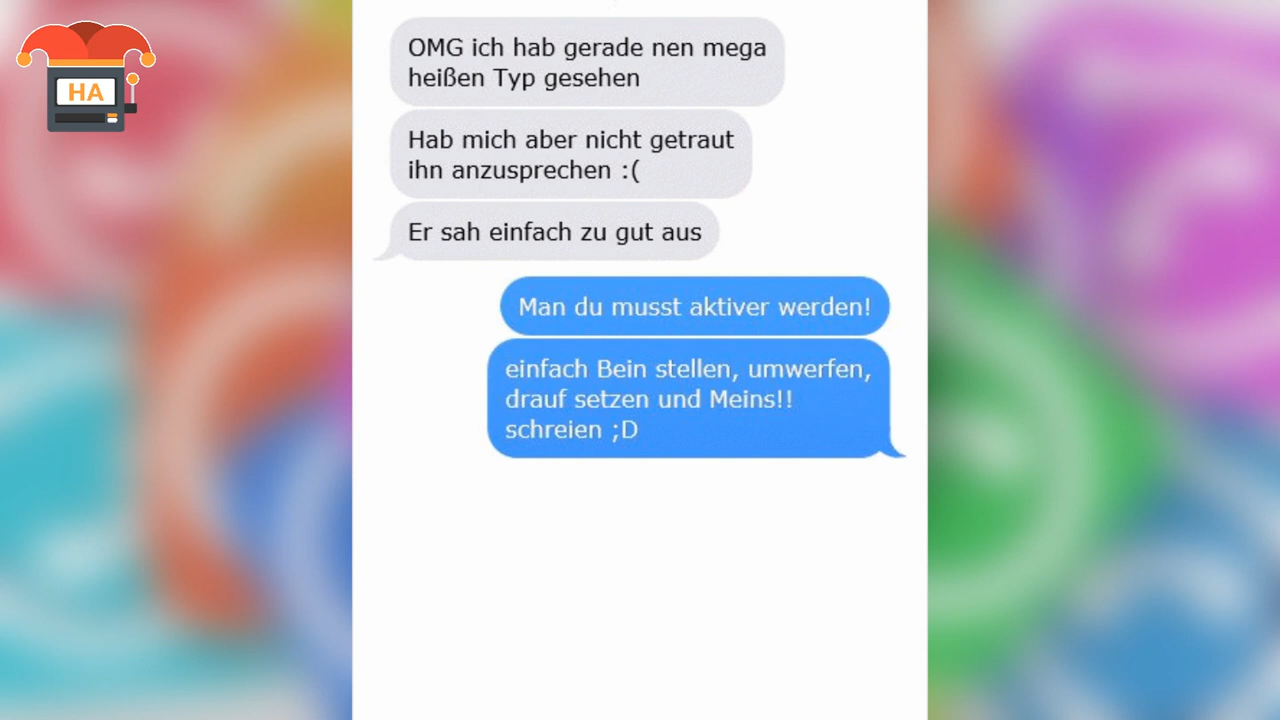 HA
OMG ich hab gerade nen mega
heißen Typ gesehen
Hab mich aber nicht getraut
ihn anzusprechen :(
Er sah einfach zu gut aus
Man du musst aktiver werden!
einfach Bein stellen, umwerfen,
drauf setzen und Meins!!
schreien ;D